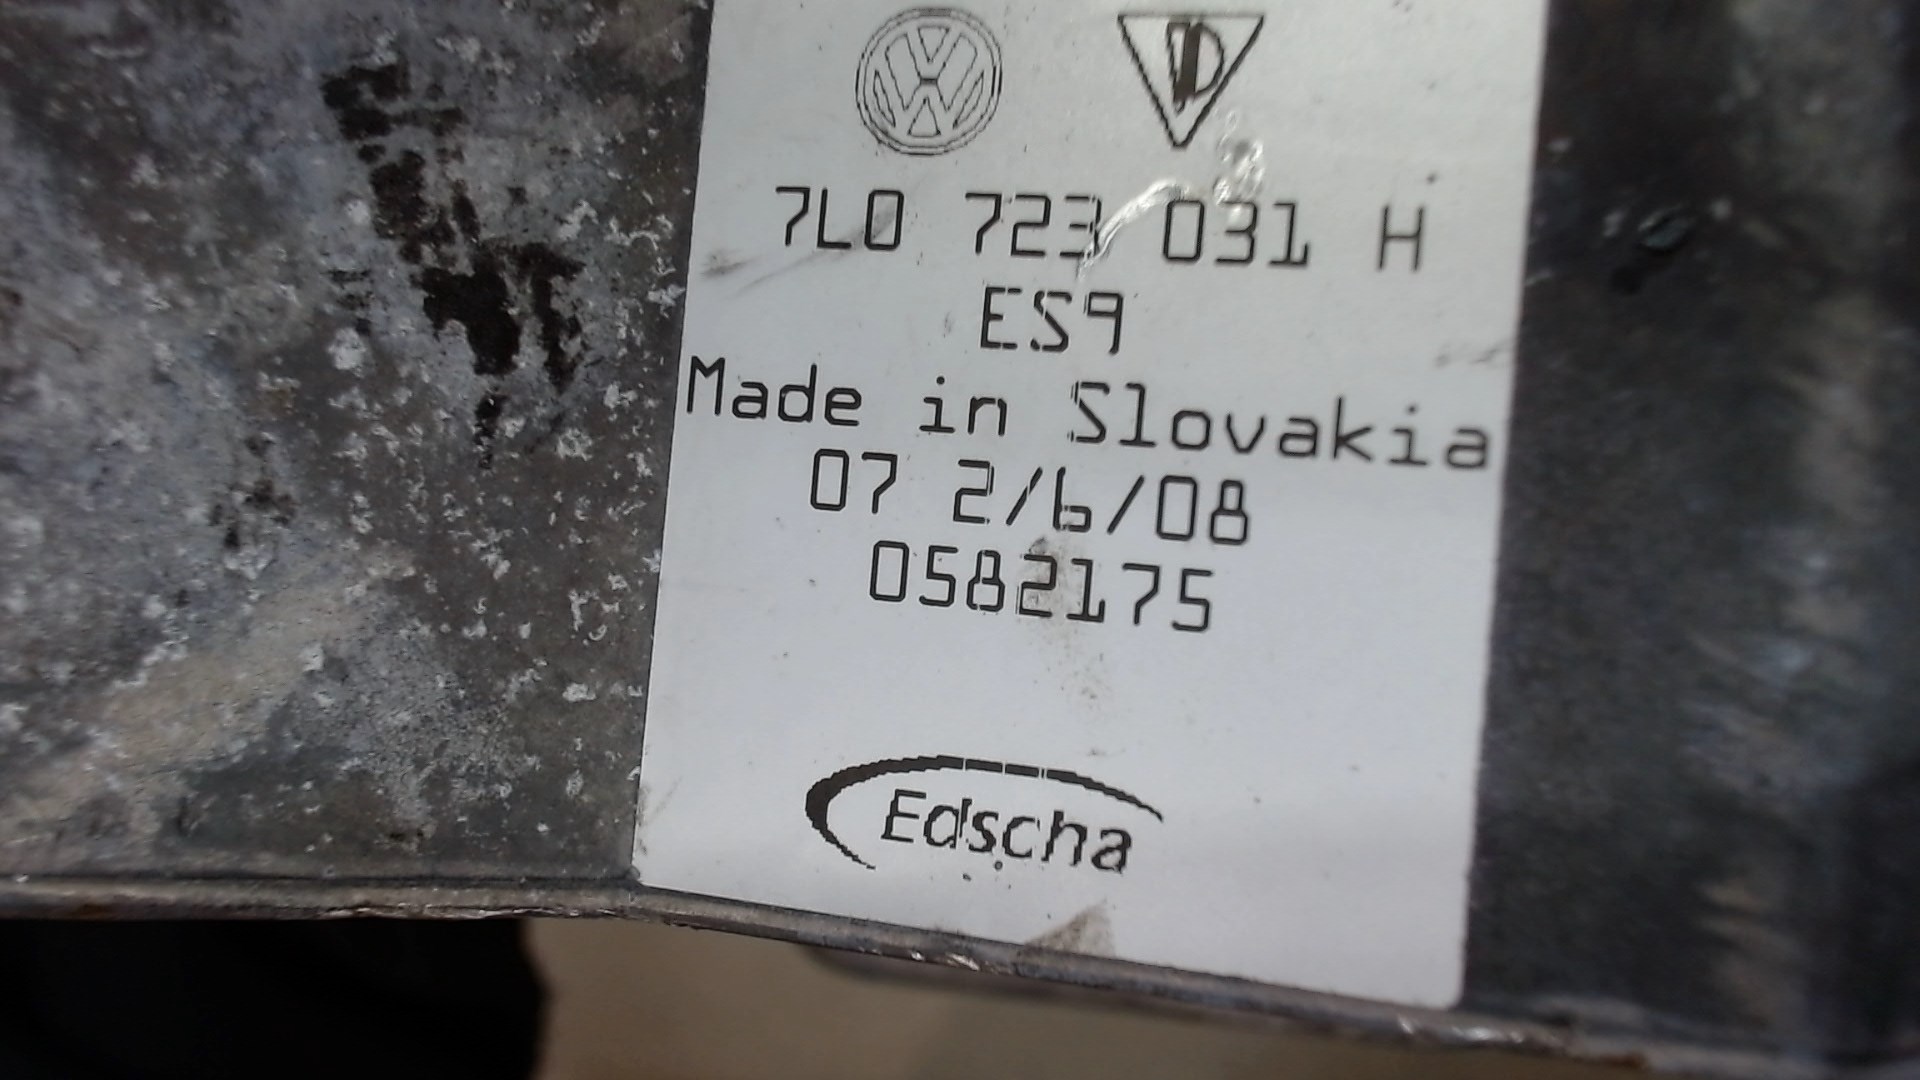 7L0 723 031 H
ES9
Made in Slovakia
07 2/6/08
0582175
Edscha